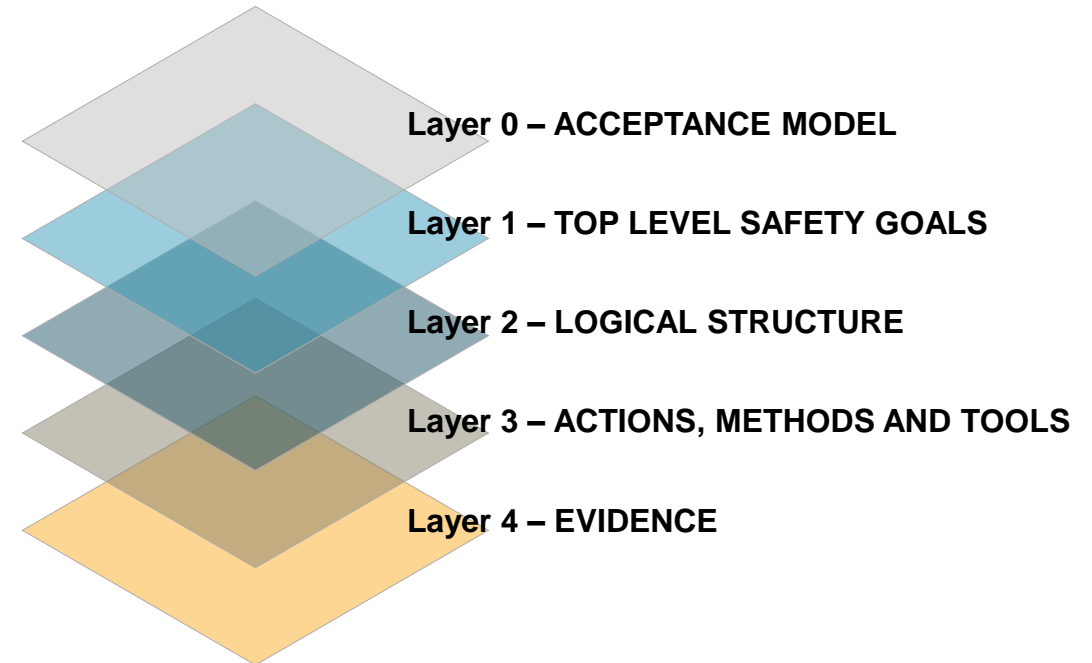 Layer 0 – ACCEPTANCE MODEL
Layer 1 – TOP LEVEL SAFETY GOALS
Layer 2 – LOGICAL STRUCTURE
Layer 3 – ACTIONS, METHODS AND TOOLS
Layer 4 – EVIDENCE